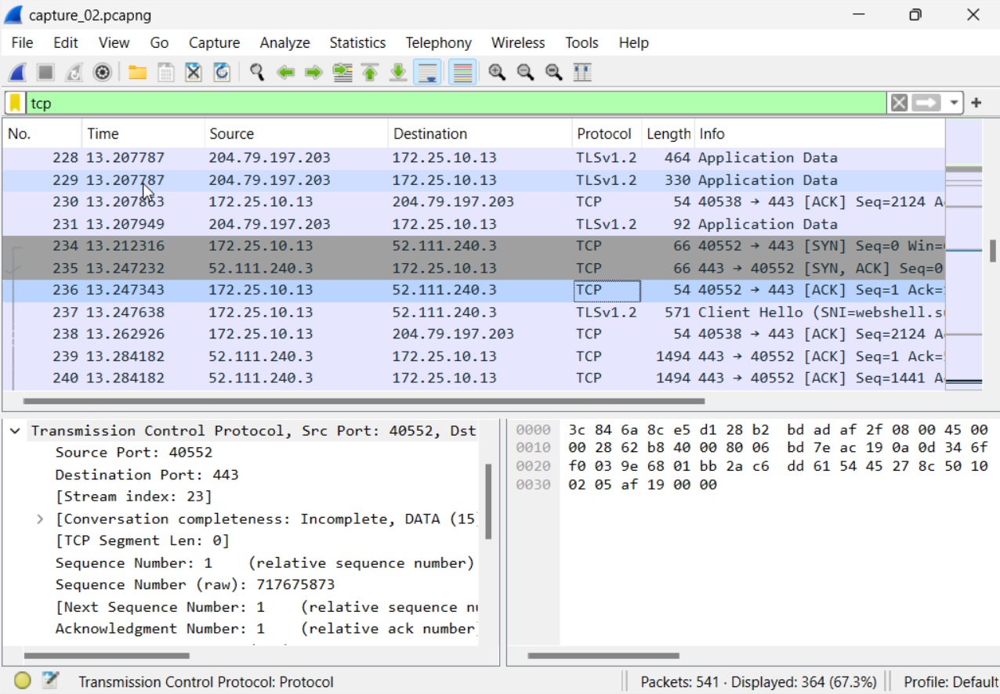 capture_02.pcapng
File Edit View Go Capture Analyze Statistics Telephony Wireless Tools Help
tcp
No. Time Source Destination Protocol Length Info
228 13.207787 204.79.197.203 172.25.10.13 TLSv1.2 464 Application Data
229 13.207787 204.79.197.203 172.25.10.13 TLSv1.2 330 Application Data
230 13.207863 172.25.10.13 204.79.197.203 TCP 54 40538 → 443 [ACK] Seq=2124 A
231 13.207949 204.79.197.203 172.25.10.13 TLSv1.2 92 Application Data
234 13.212316 172.25.10.13 52.111.240.3 TCP 66 40552 → 443 [SYN] Seq=0 Win=
235 13.247232 52.111.240.3 172.25.10.13 TCP 66 443 → 40552 [SYN, ACK] Seq=0
236 13.247343 172.25.10.13 52.111.240.3 TCP 54 40552 → 443 [ACK] Seq=1 Ack=
237 13.247638 172.25.10.13 52.111.240.3 TLSv1.2 571 Client Hello (SNI=webshell.s
238 13.262926 172.25.10.13 204.79.197.203 TCP 54 40538 → 443 [ACK] Seq=2124 A
239 13.284182 52.111.240.3 172.25.10.13 TCP 1494 443 → 40552 [ACK] Seq=1 Ack=
240 13.284182 52.111.240.3 172.25.10.13 TCP 1494 443 → 40552 [ACK] Seq=1441 A
Transmission Control Protocol, Src Port: 40552, Dst
Source Port: 40552
Destination Port: 443
[Stream index: 23]
[Conversation completeness: Incomplete, DATA (15
[TCP Segment Len: 0]
Sequence Number: 1 (relative sequence number)
Sequence Number (raw): 717675873
[Next Sequence Number: 1 (relative sequence n
Acknowledgment Number: 1 (relative ack number
0000 3c 84 6a 8c e5 d1 28 b2 bd ad af 2f 08 00 45 00
0010 00 28 62 b8 40 00 80 06 bd 7e ac 19 0a 0d 34 6f
0020 f0 03 9e 68 01 bb 2a c6 dd 61 54 45 27 8c 50 10
0030 02 05 af 19 00 00
Transmission Control Protocol: Protocol
Packets: 541 · Displayed: 364 (67.3%)
Profile: Default